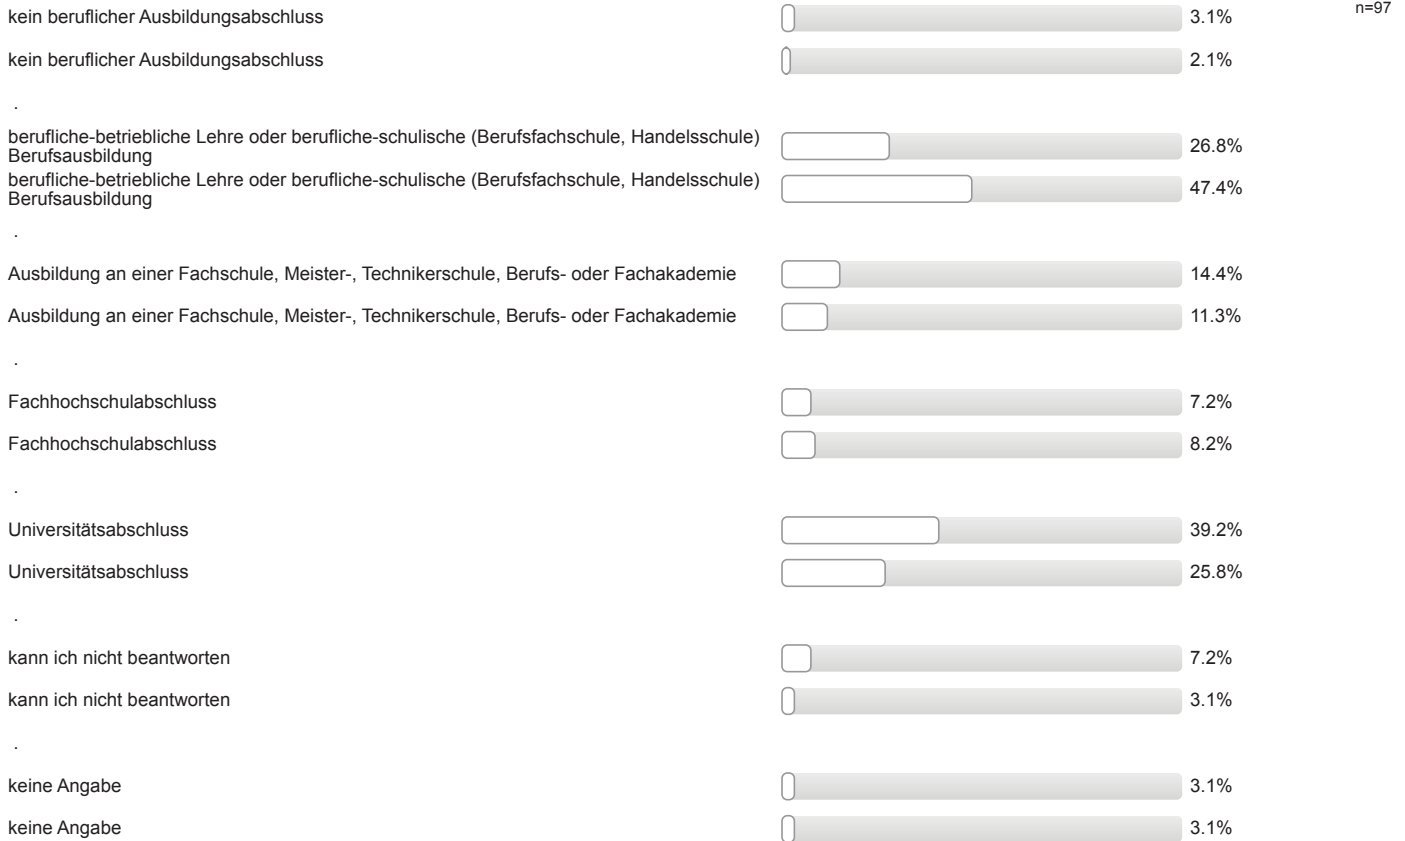 kein beruflicher Ausbildungsabschluss 3.1% n=97
kein beruflicher Ausbildungsabschluss 2.1%
.
berufliche-betriebliche Lehre oder berufliche-schulische (Berufsfachschule, Handelsschule)
Berufsausbildung 26.8%
berufliche-betriebliche Lehre oder berufliche-schulische (Berufsfachschule, Handelsschule)
Berufsausbildung 47.4%
.
Ausbildung an einer Fachschule, Meister-, Technikerschule, Berufs- oder Fachakademie 14.4%
Ausbildung an einer Fachschule, Meister-, Technikerschule, Berufs- oder Fachakademie 11.3%
.
Fachhochschulabschluss 7.2%
Fachhochschulabschluss 8.2%
.
Universitätsabschluss 39.2%
Universitätsabschluss 25.8%
.
kann ich nicht beantworten 7.2%
kann ich nicht beantworten 3.1%
.
keine Angabe 3.1%
keine Angabe 3.1%